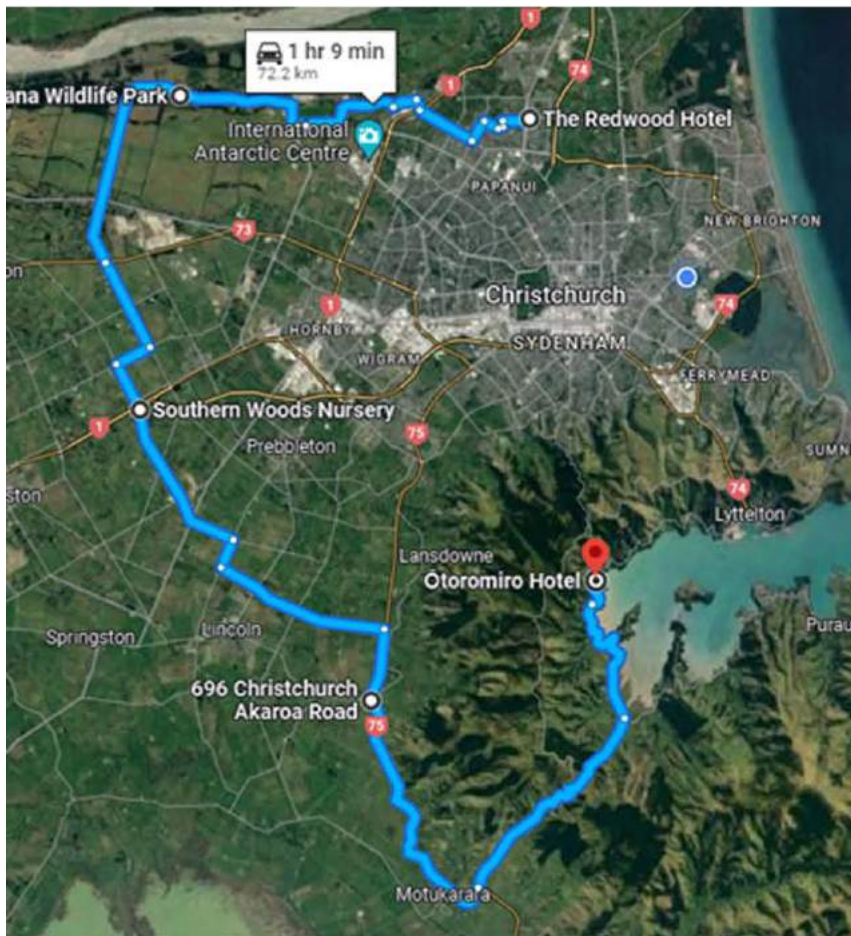 1 hr 9 min
72.2 km
74
1
ana Wildlife Park
International
Antarctic Centre
The Redwood Hotel
PAPANUI
73
NEW BRIGHTON
on
Christchurch
1
74
HORNBY
WIGRAM
SYDENHAM
FERRYMEAD
Southern Woods Nursery
1
75
Prebbleton
SUMN
ston
74
Lyttelton
Lansdowne
Ōtoromiro Hotel
Purau
Springston
Lincoln
696 Christchurch
Akaroa Road
75
Motukarara